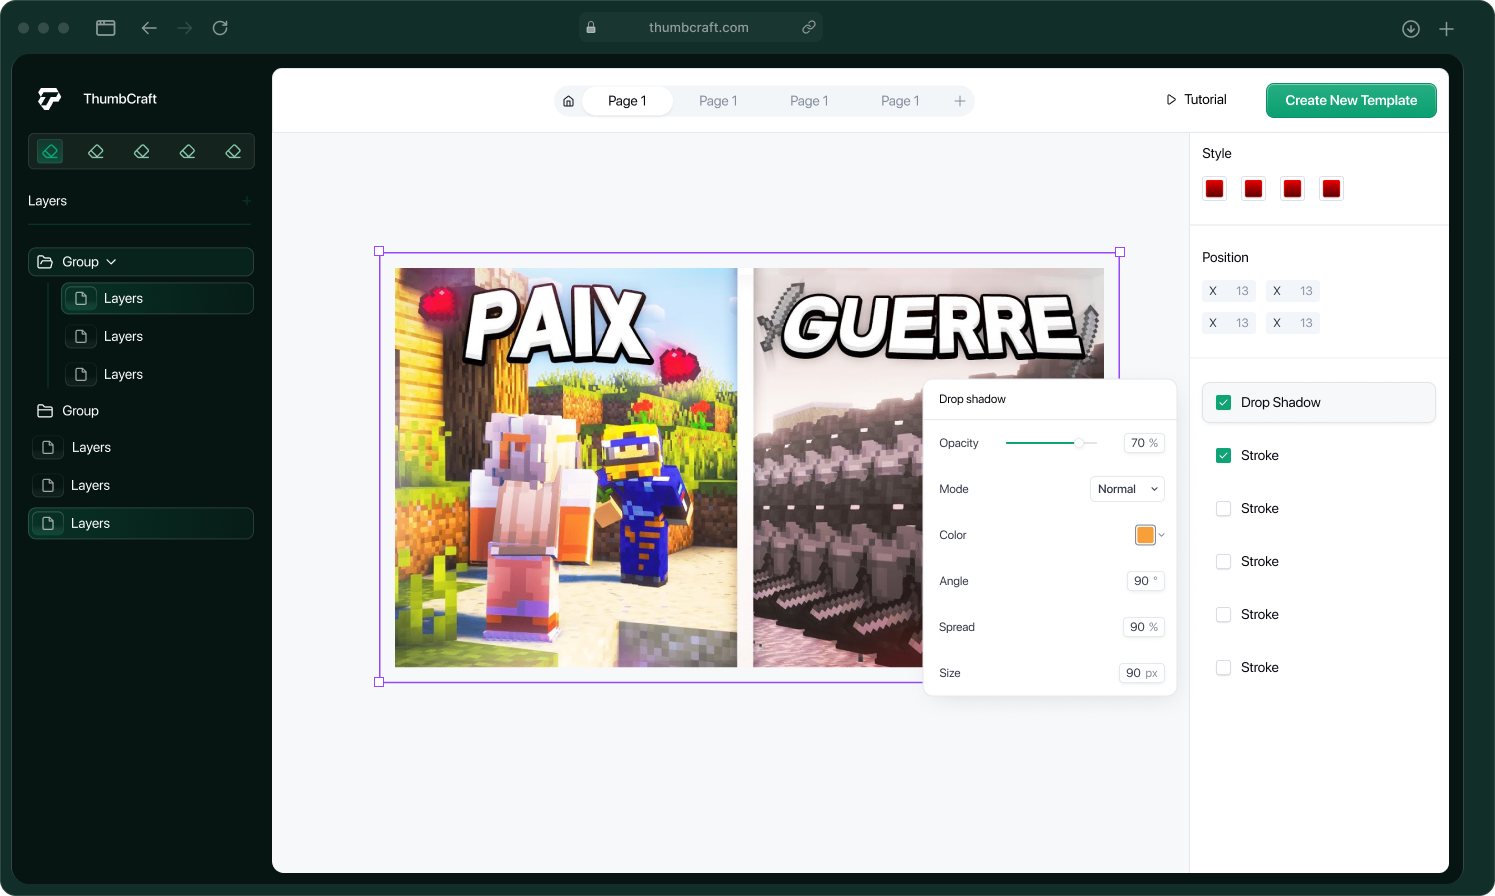 thumbcraft.com
ThumbCraft
Page 1
Page 1
Page 1
Page 1
Tutorial
Create New Template
Layers
Group
Layers
Layers
Layers
Group
Layers
Layers
Layers
PAIX
GUERRE
Drop shadow
Opacity
70 %
Mode
Normal
Color
Angle
90 °
Spread
90 %
Size
90 px
Style
Position
X 13
X 13
X 13
X 13
Drop Shadow
Stroke
Stroke
Stroke
Stroke
Stroke